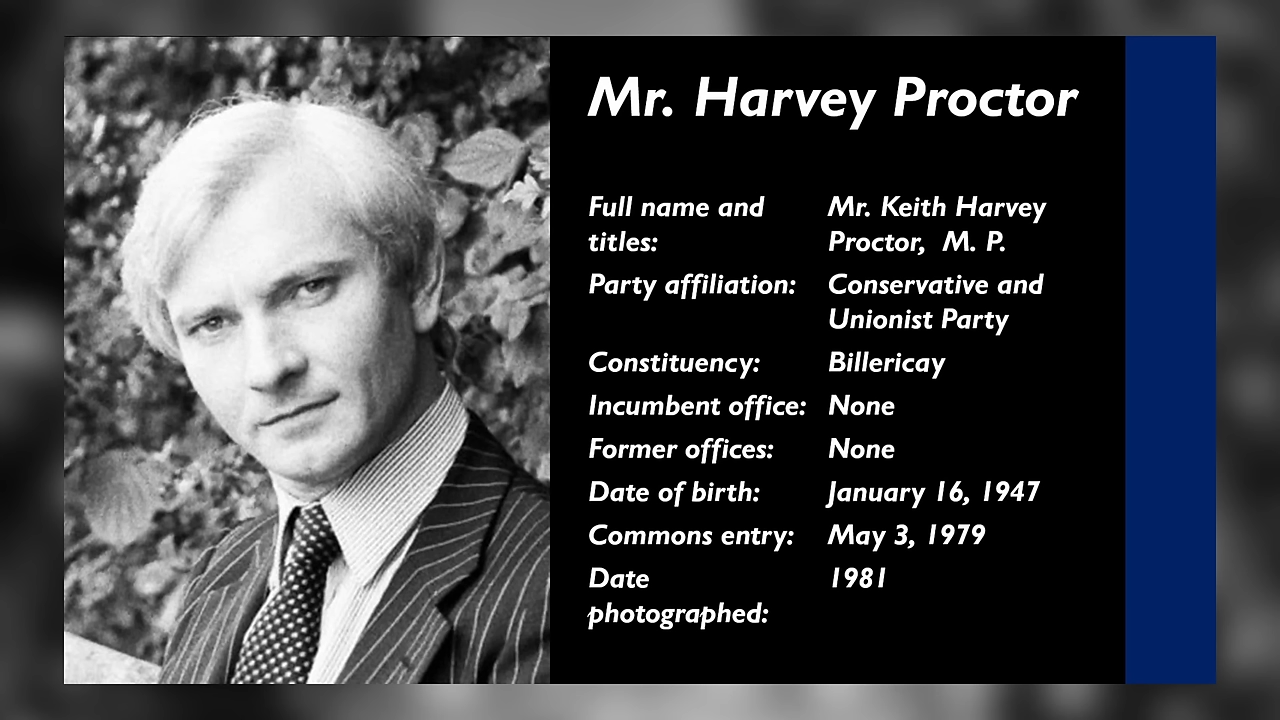 Mr. Harvey Proctor
Full name and titles: Mr. Keith Harvey Proctor, M. P.
Party affiliation: Conservative and Unionist Party
Constituency: Billericay
Incumbent office: None
Former offices: None
Date of birth: January 16, 1947
Commons entry: May 3, 1979
Date photographed: 1981